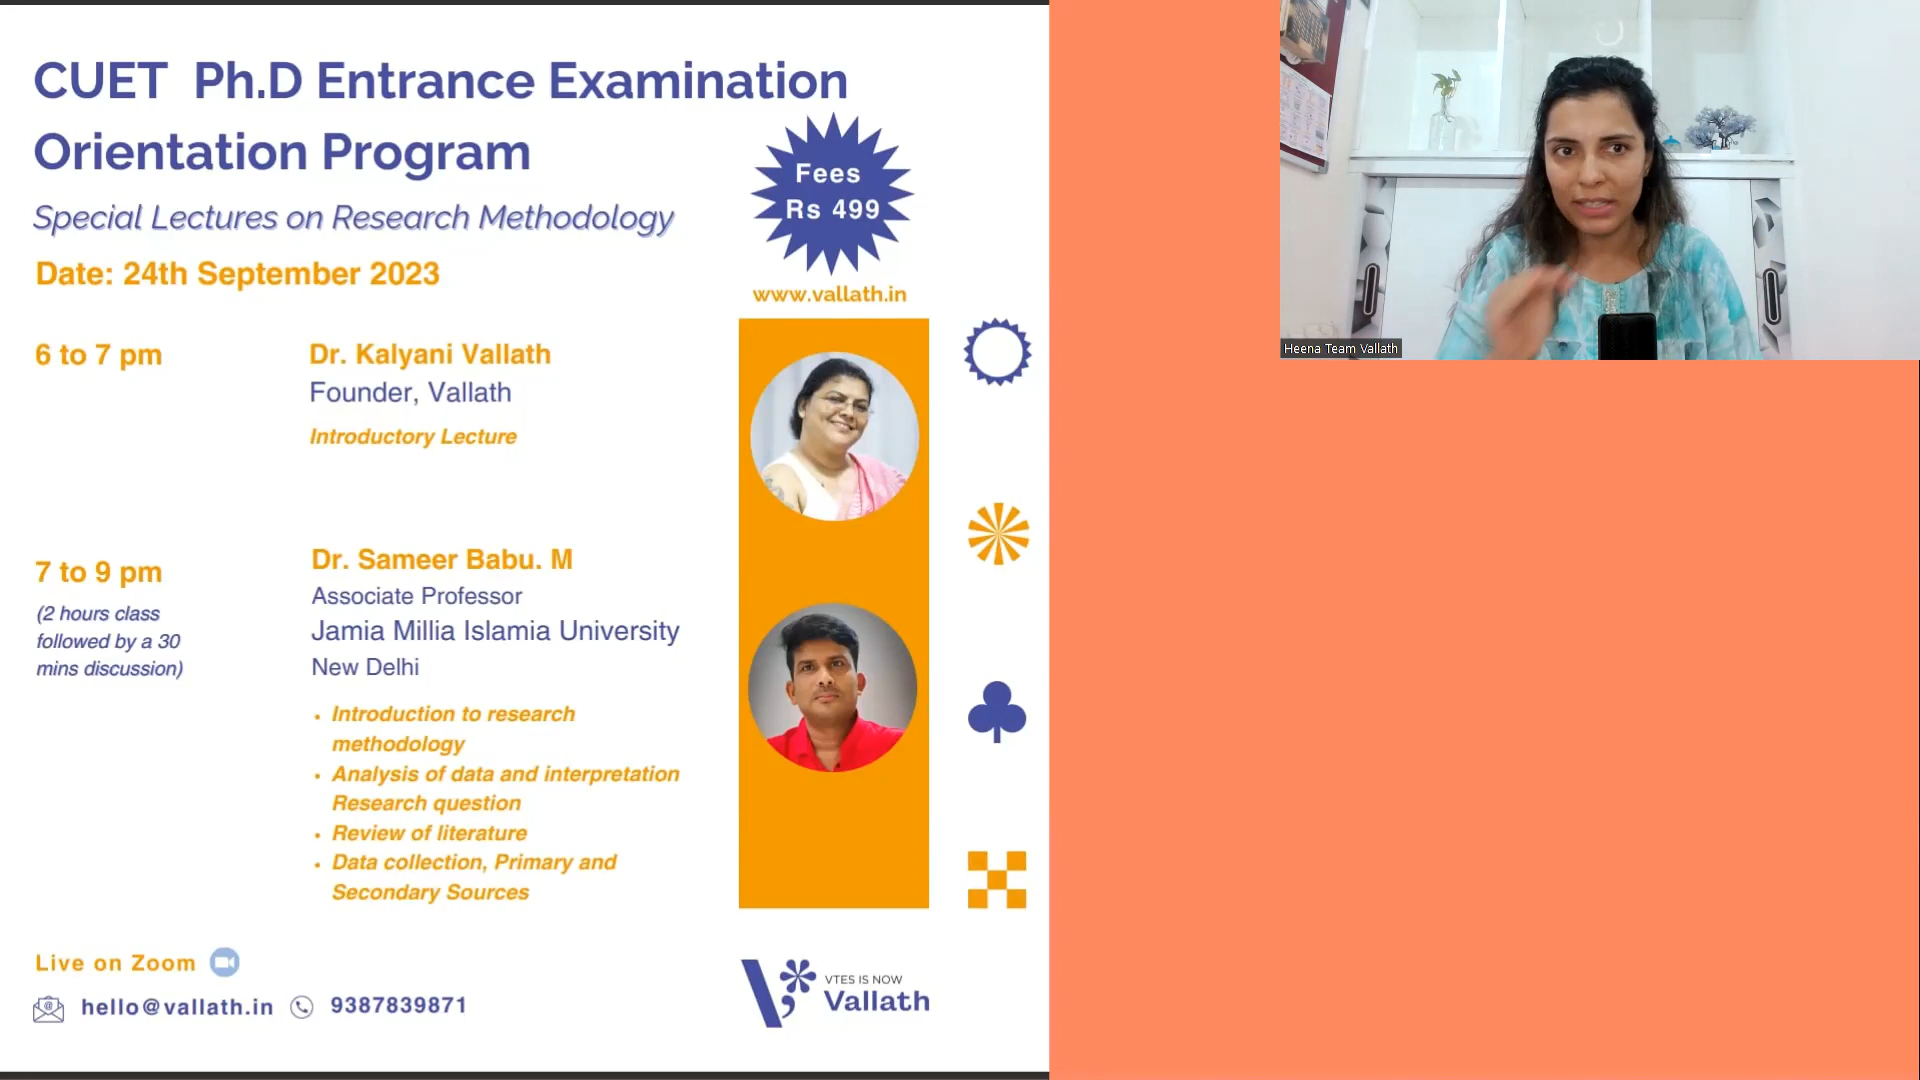 CUET Ph.D Entrance Examination
Orientation Program
Special Lectures on Research Methodology
Date: 24th September 2023
Fees
Rs 499
www.vallath.in
6 to 7 pm
Dr. Kalyani Vallath
Founder, Vallath
Introductory Lecture
7 to 9 pm
(2 hours class
followed by a 30
mins discussion)
Dr. Sameer Babu. M
Associate Professor
Jamia Millia Islamia University
New Delhi
• Introduction to research
methodology
• Analysis of data and interpretation
Research question
• Review of literature
• Data collection, Primary and
Secondary Sources
Live on Zoom
hello@vallath.in
9387839871
VTES IS NOW
Vallath
Heena Team Vallath